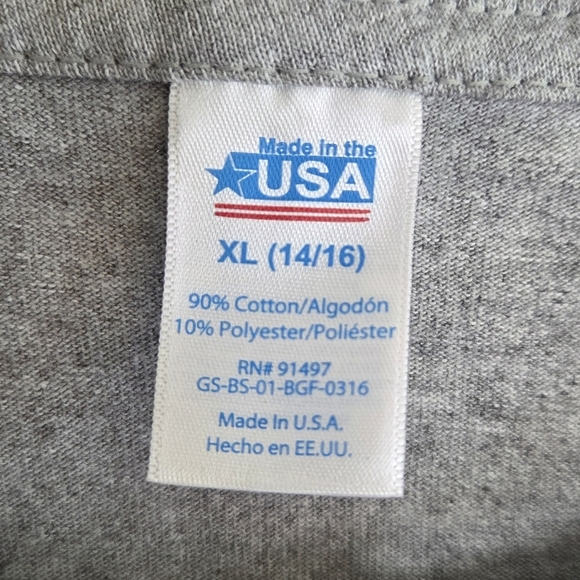 Made in the
USA
XL (14/16)
90% Cotton/Algodón
10% Polyester/Poliéster
RN# 91497
GS-BS-01-BGF-0316
Made In U.S.A.
Hecho en EE.UU.